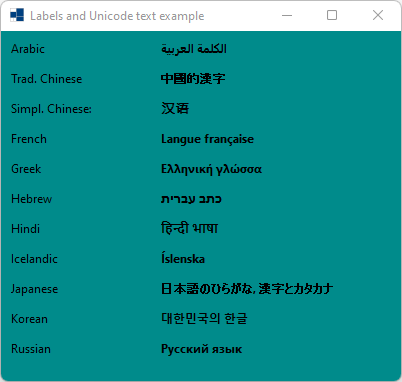 Labels and Unicode text example
Arabic الكلمة العربية
Trad. Chinese 中國的漢字
Simpl. Chinese: 汉语
French Langue française
Greek Ελληνική γλώσσα
Hebrew כתב עברית
Hindi हिन्दी भाषा
Icelandic Íslenska
Japanese 日本語のひらがな, 漢字とカタカナ
Korean 대한민국의 한글
Russian Русский язык